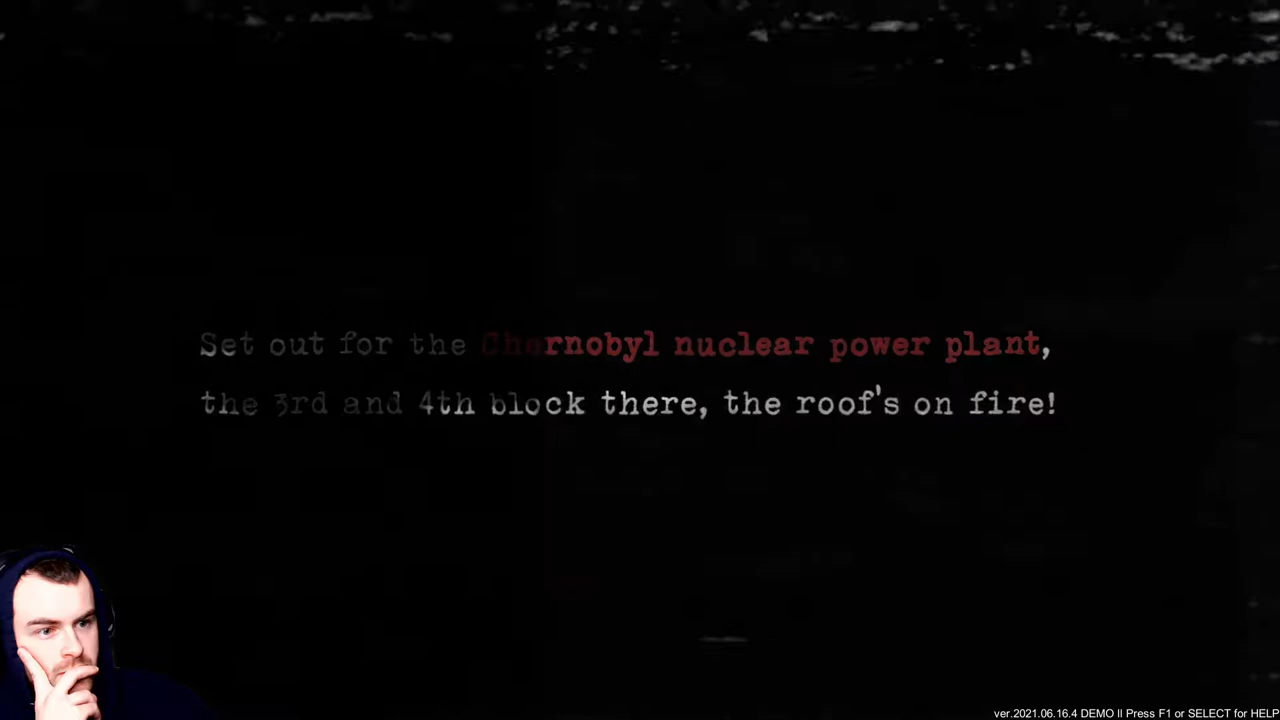 Set out for the Chernobyl nuclear power plant,
the 3rd and 4th block there, the roof's on fire!
ver.2021.06.16.4 DEMO II Press F1 or SELECT for HELP